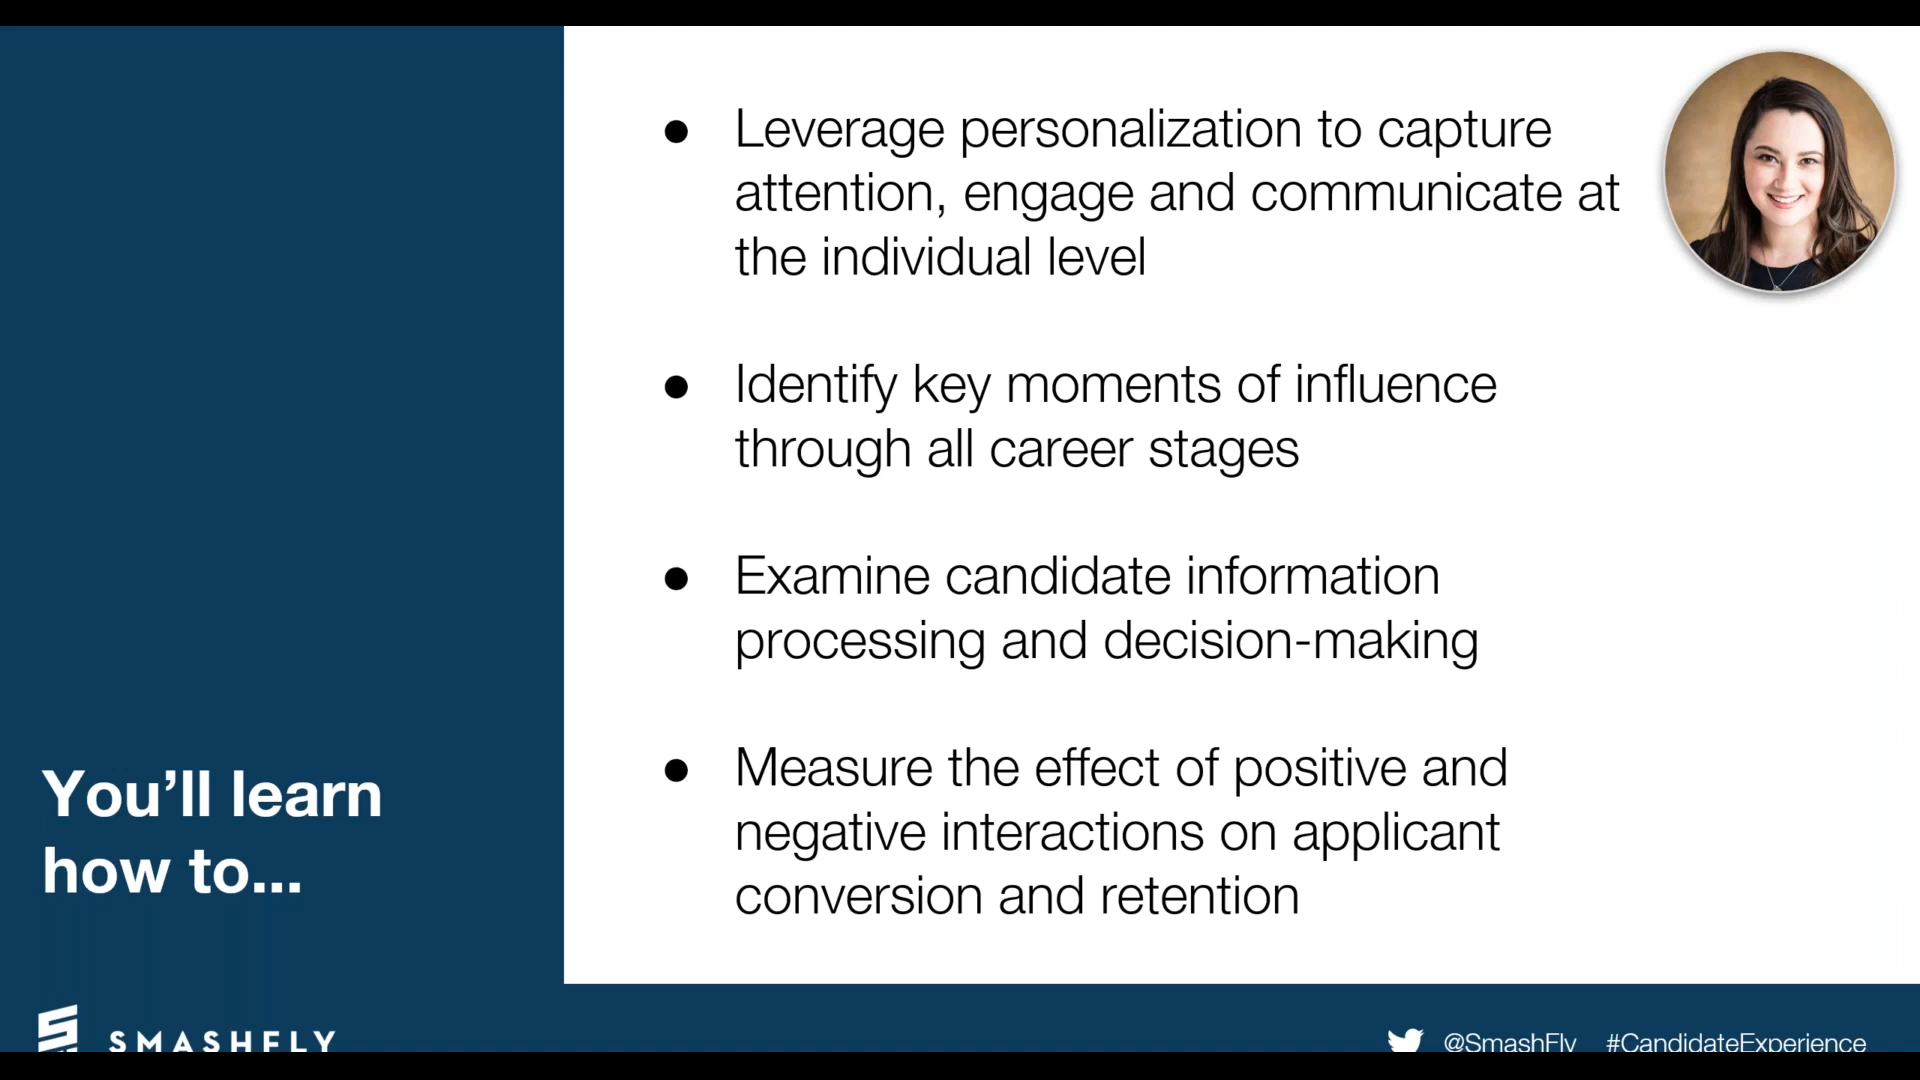 ● Leverage personalization to capture
attention, engage and communicate at
the individual level
● Identify key moments of influence
through all career stages
● Examine candidate information
processing and decision-making
● Measure the effect of positive and
negative interactions on applicant
conversion and retention
You’ll learn
how to...
SMASHFLY
@SmashFly #CandidateExperience